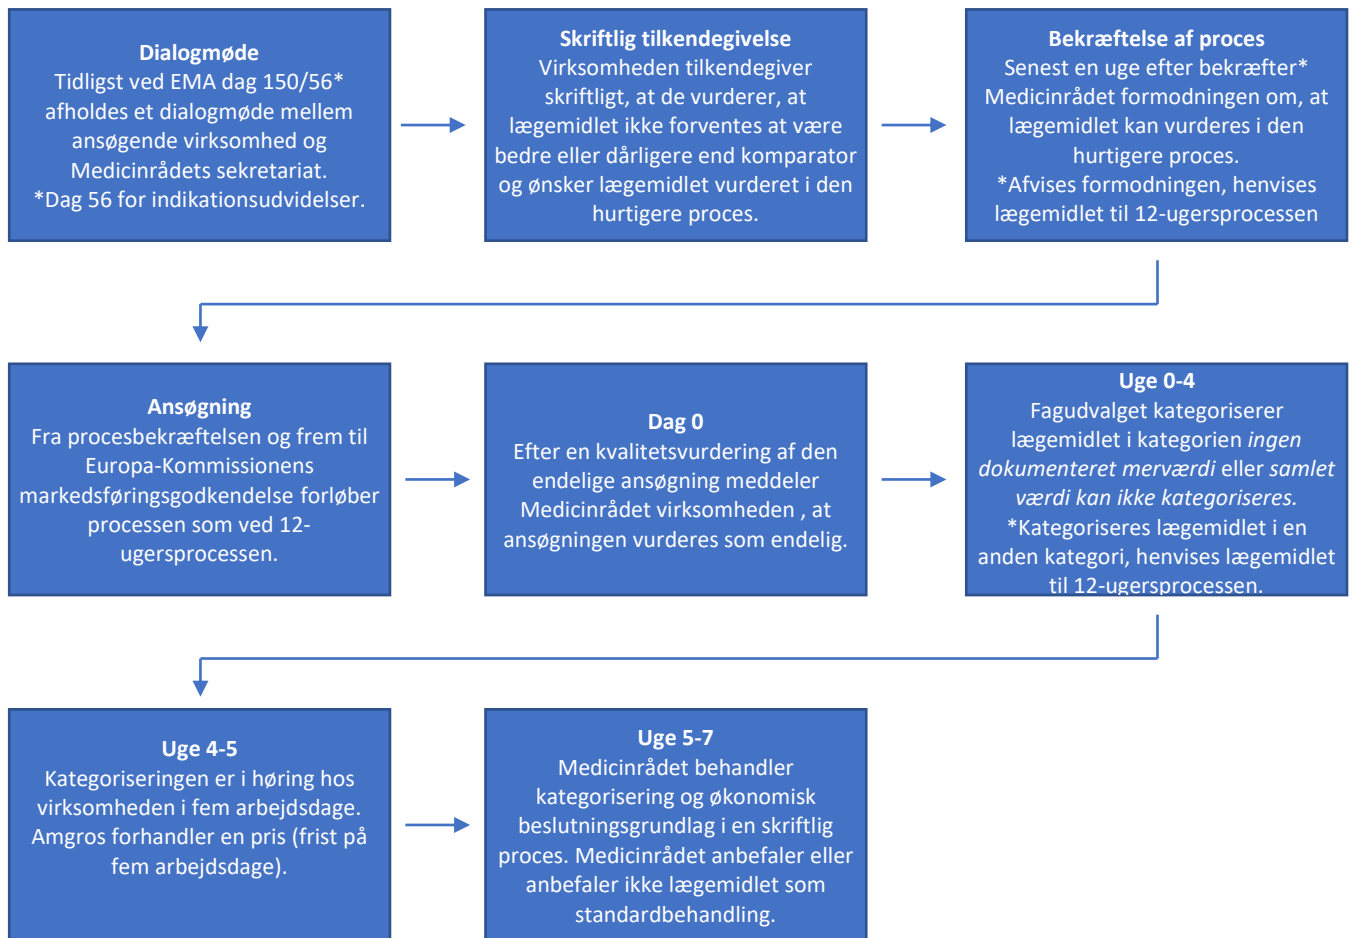 Dialogmøde
Tidligst ved EMA dag 150/56*
afholdes et dialogmøde mellem
ansøgende virksomhed og
Medicinrådets sekretariat.
*Dag 56 for indikationsudvidelser.
Skriftlig tilkendegivelse
Virksomheden tilkendegiver
skriftligt, at de vurderer, at
lægemidlet ikke forventes at være
bedre eller dårligere end komparator
og ønsker lægemidlet vurderet i den
hurtigere proces.
Bekræftelse af proces
Senest en uge efter bekræfter*
Medicinrådet formodningen om, at
lægemidlet kan vurderes i den
hurtigere proces.
*Afvises formodningen, henvises
lægemidlet til 12-ugersprocessen
Ansøgning
Fra procesbekræftelsen og frem til
Europa-Kommissionens
markedsføringsgodkendelse forløber
processen som ved 12-
ugersprocessen.
Dag 0
Efter en kvalitetsvurdering af den
endelige ansøgning meddeler
Medicinrådet virksomheden , at
ansøgningen vurderes som endelig.
Uge 0-4
Fagudvalget kategoriserer
lægemidlet i kategorien ingen
dokumenteret merværdi eller samlet
værdi kan ikke kategoriseres.
*Kategoriseres lægemidlet i en
anden kategori, henvises lægemidlet
til 12-ugersprocessen.
Uge 4-5
Kategoriseringen er i høring hos
virksomheden i fem arbejdsdage.
Amgros forhandler en pris (frist på
fem arbejdsdage).
Uge 5-7
Medicinrådet behandler
kategorisering og økonomisk
beslutningsgrundlag i en skriftlig
proces. Medicinrådet anbefaler eller
anbefaler ikke lægemidlet som
standardbehandling.